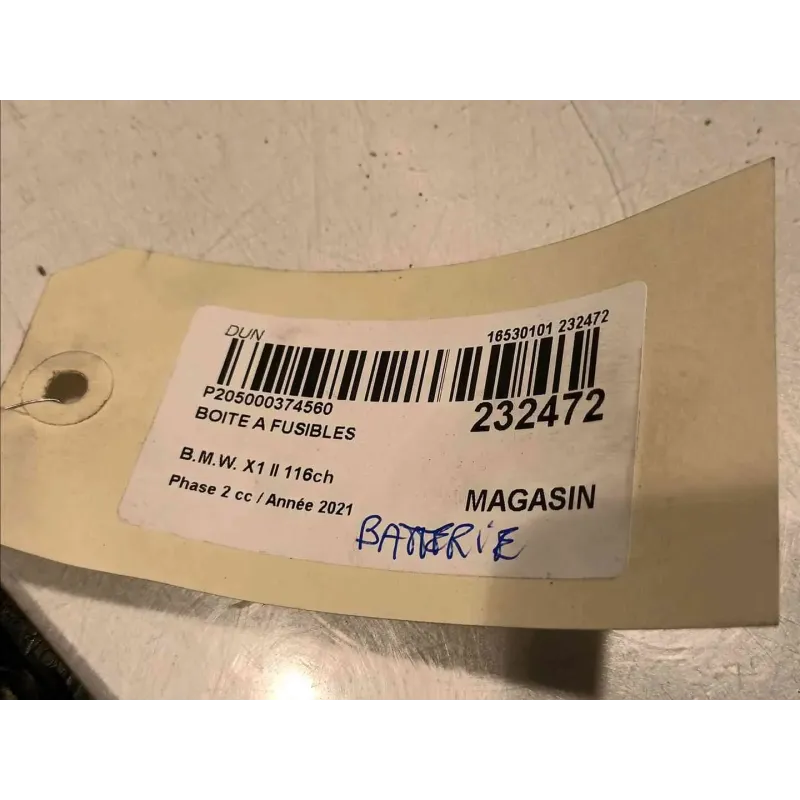 DUN
16530101 232472
P205000374560
232472
BOITE A FUSIBLES
B.M.W. X1 II 116ch
Phase 2 cc / Année 2021
MAGASIN
BATTERIE